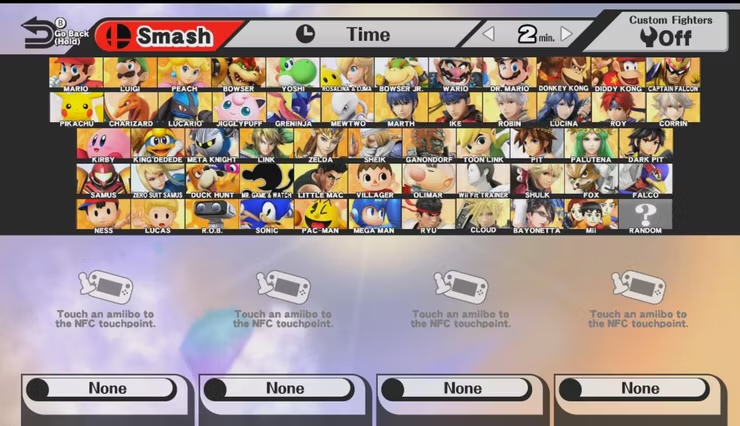 B
Go Back
(Hold)
Smash
Time
2 min.
Custom Fighters
Off
MARIO LUIGI PEACH BOWSER YOSHI ROSALINA & LUMA BOWSER JR. WARIO DR. MARIO DONKEY KONG DIDDY KONG CAPTAIN FALCON
PIKACHU CHARIZARD LUCARIO JIGGLYPUFF GRENINJA MEWTWO MARTH IKE ROBIN LUCINA ROY CORRIN
KIRBY KING DEDEDE META KNIGHT LINK ZELDA SHEIK GANONDORF TOON LINK PIT PALUTENA DARK PIT
SAMUS ZERO SUIT SAMUS DUCK HUNT MR. GAME & WATCH LITTLE MAC VILLAGER OLIMAR Wii Fit TRAINER SHULK FOX FALCO
NESS LUCAS R.O.B. SONIC PAC-MAN MEGA MAN RYU CLOUD BAYONETTA Mii RANDOM
?
Touch an amiibo to
the NFC touchpoint.
Touch an amiibo to
the NFC touchpoint.
Touch an amiibo to
the NFC touchpoint.
Touch an amiibo to
the NFC touchpoint.
None None None None